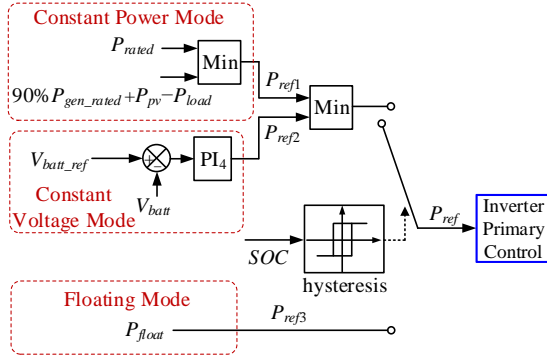 Constant Power Mode
P_rated
Min
90% P_gen_rated + P_pv − P_load
P_ref1
Min
P_ref2
V_batt_ref
+
−
PI_4
Constant
Voltage Mode
V_batt
P_ref
Inverter
Primary
Control
SOC
hysteresis
Floating Mode
P_float
P_ref3